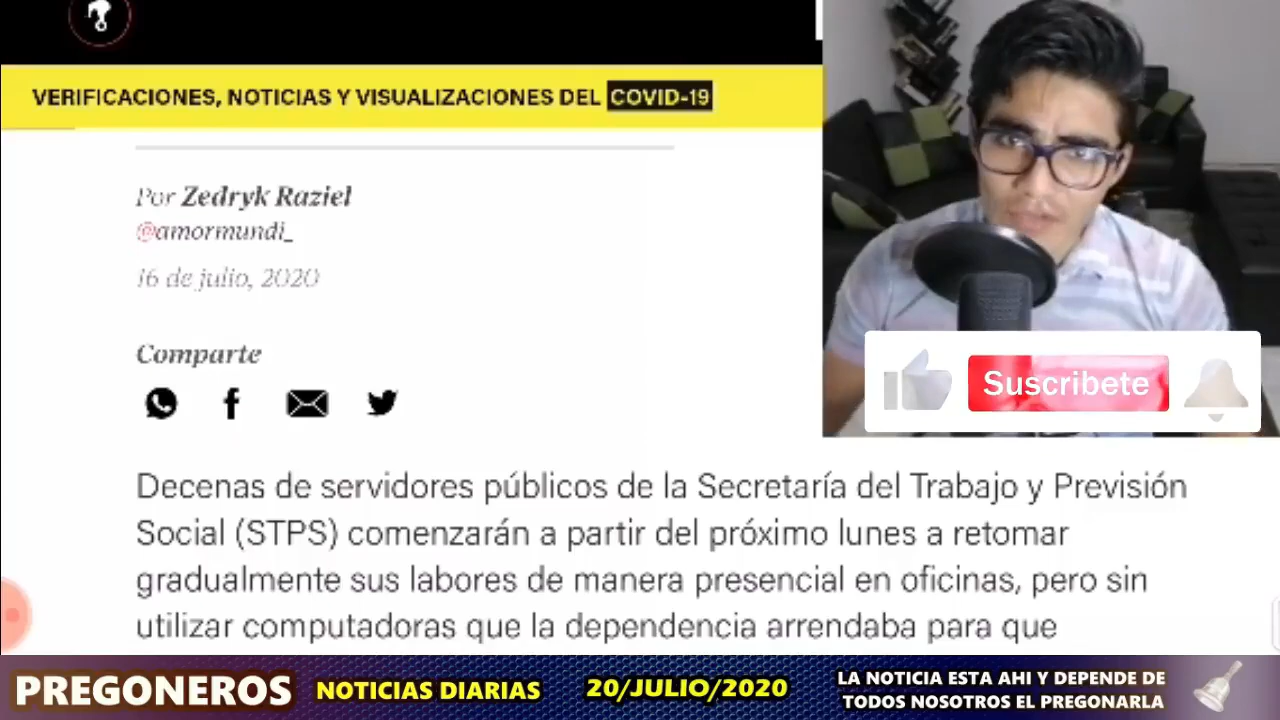 VERIFICACIONES, NOTICIAS Y VISUALIZACIONES DEL COVID-19
Por Zedryk Raziel
@amormundi_
16 de julio, 2020
Comparte
Suscribete
Decenas de servidores públicos de la Secretaría del Trabajo y Previsión
Social (STPS) comenzarán a partir del próximo lunes a retomar
gradualmente sus labores de manera presencial en oficinas, pero sin
utilizar computadoras que la dependencia arrendaba para que
PREGONEROS
NOTICIAS DIARIAS
20/JULIO/2020
LA NOTICIA ESTA AHI Y DEPENDE DE
TODOS NOSOTROS EL PREGONARLA